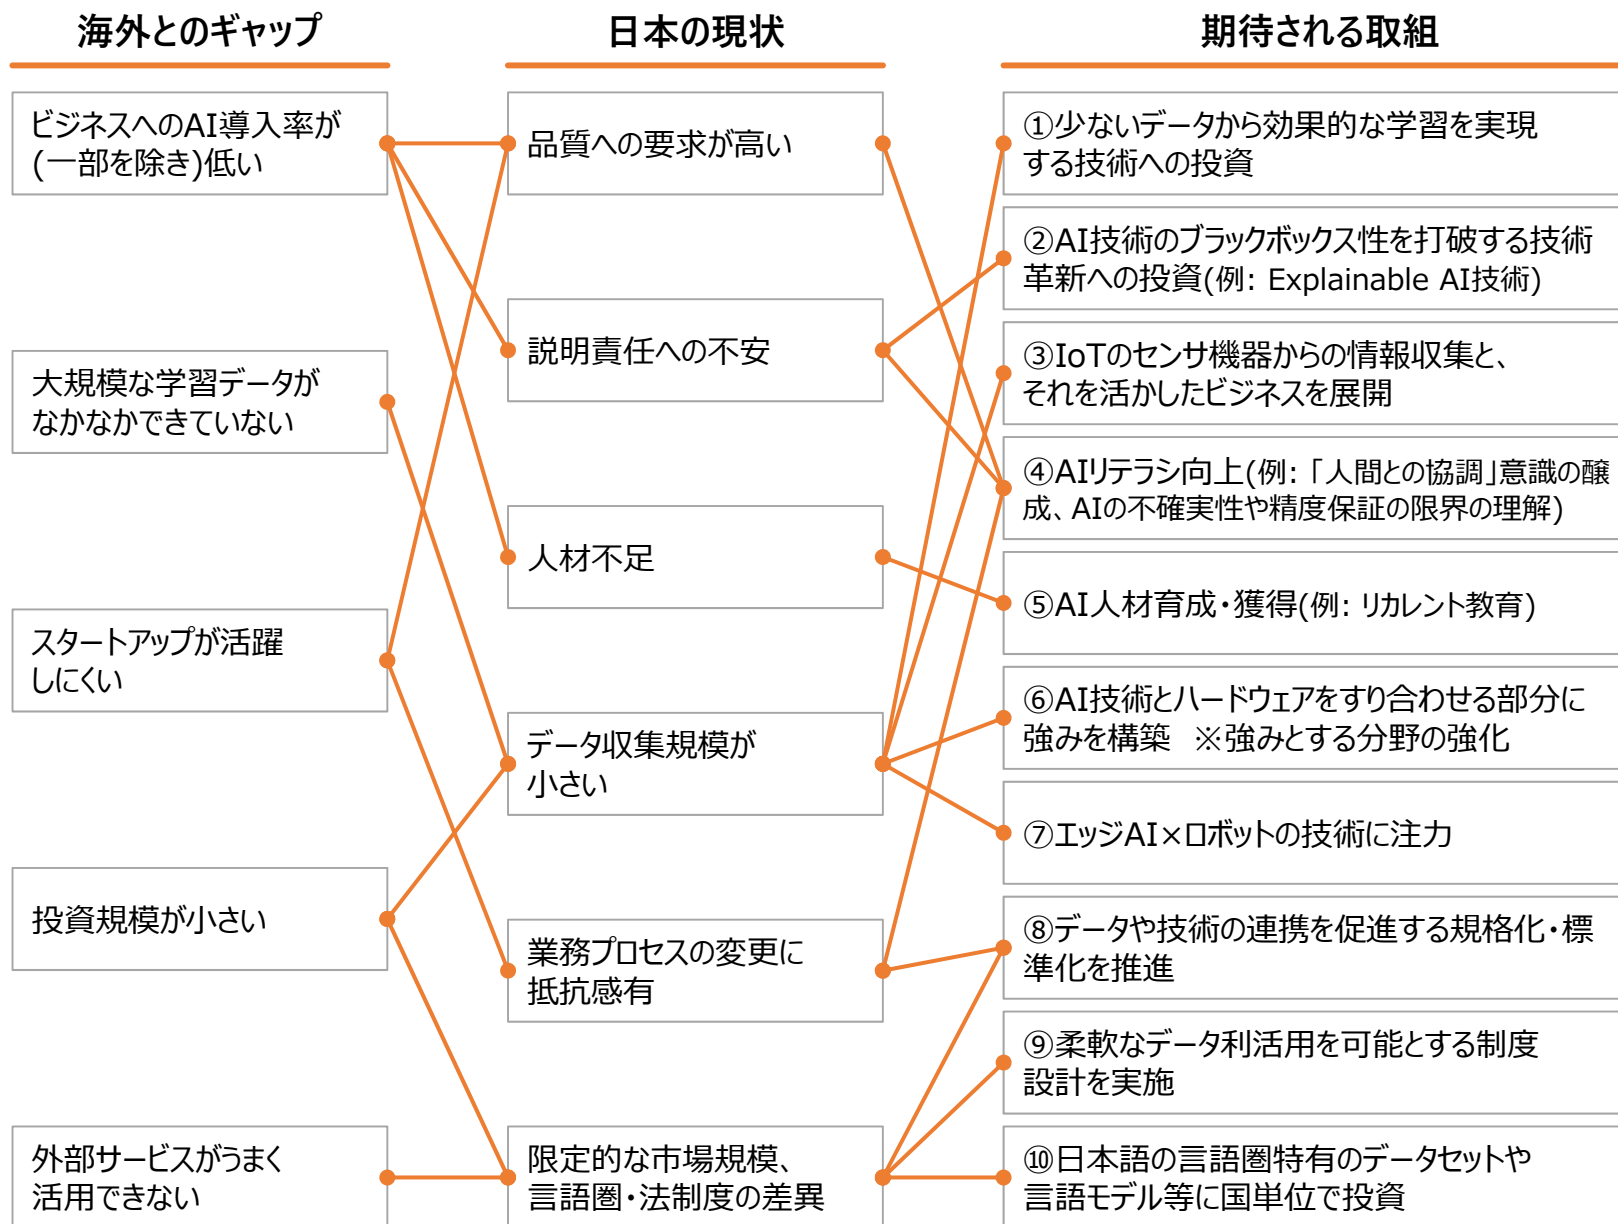 海外とのギャップ
日本の現状
期待される取組
ビジネスへのAI導入率が
(一部を除き)低い
大規模な学習データが
なかなかできていない
スタートアップが活躍
しにくい
投資規模が小さい
外部サービスがうまく
活用できない
品質への要求が高い
説明責任への不安
人材不足
データ収集規模が
小さい
業務プロセスの変更に
抵抗感有
限定的な市場規模、
言語圏・法制度の差異
①少ないデータから効果的な学習を実現
する技術への投資
②AI技術のブラックボックス性を打破する技術
革新への投資(例: Explainable AI技術)
③IoTのセンサ機器からの情報収集と、
それを活かしたビジネスを展開
④AIリテラシ向上(例: 「人間との協調」意識の醸
成、AIの不確実性や精度保証の限界の理解)
⑤AI人材育成・獲得(例: リカレント教育)
⑥AI技術とハードウェアをすり合わせる部分に
強みを構築　※強みとする分野の強化
⑦エッジAI×ロボットの技術に注力
⑧データや技術の連携を促進する規格化・標
準化を推進
⑨柔軟なデータ利活用を可能とする制度
設計を実施
⑩日本語の言語圏特有のデータセットや
言語モデル等に国単位で投資